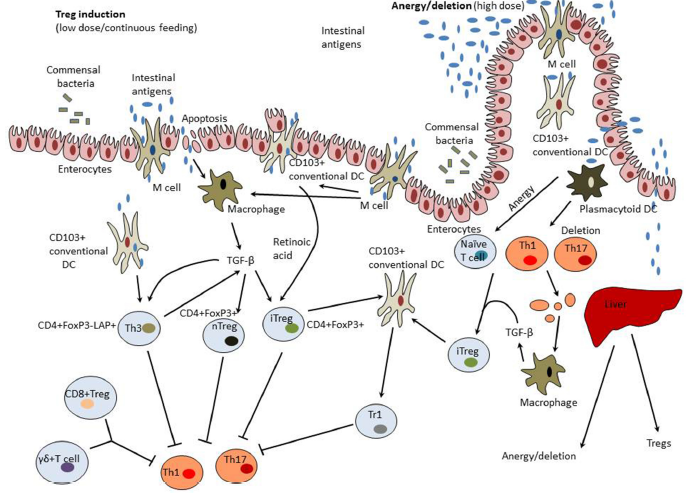 Treg induction
(low dose/continuous feeding)
Anergy/deletion (high dose)
Intestinal
antigens
Commensal
bacteria
Intestinal
antigens
Apoptosis
M cell
CD103+
conventional DC
Commensal
bacteria
Enterocytes
M cell
CD103+
conventional DC
M cell
Macrophage
Enterocytes
Anergy
Plasmacytoid DC
CD103+
conventional
DC
Retinoic
acid
TGF-β
CD103+
conventional DC
Naïve
T cell
Th1
Deletion
Th17
CD4+FoxP3-LAP+
Th3
CD4+FoxP3+
nTreg
iTreg
CD4+FoxP3+
TGF-β
Liver
iTreg
Macrophage
CD8+Treg
Tr1
γδ+T cell
Th1
Th17
Anergy/deletion
Tregs